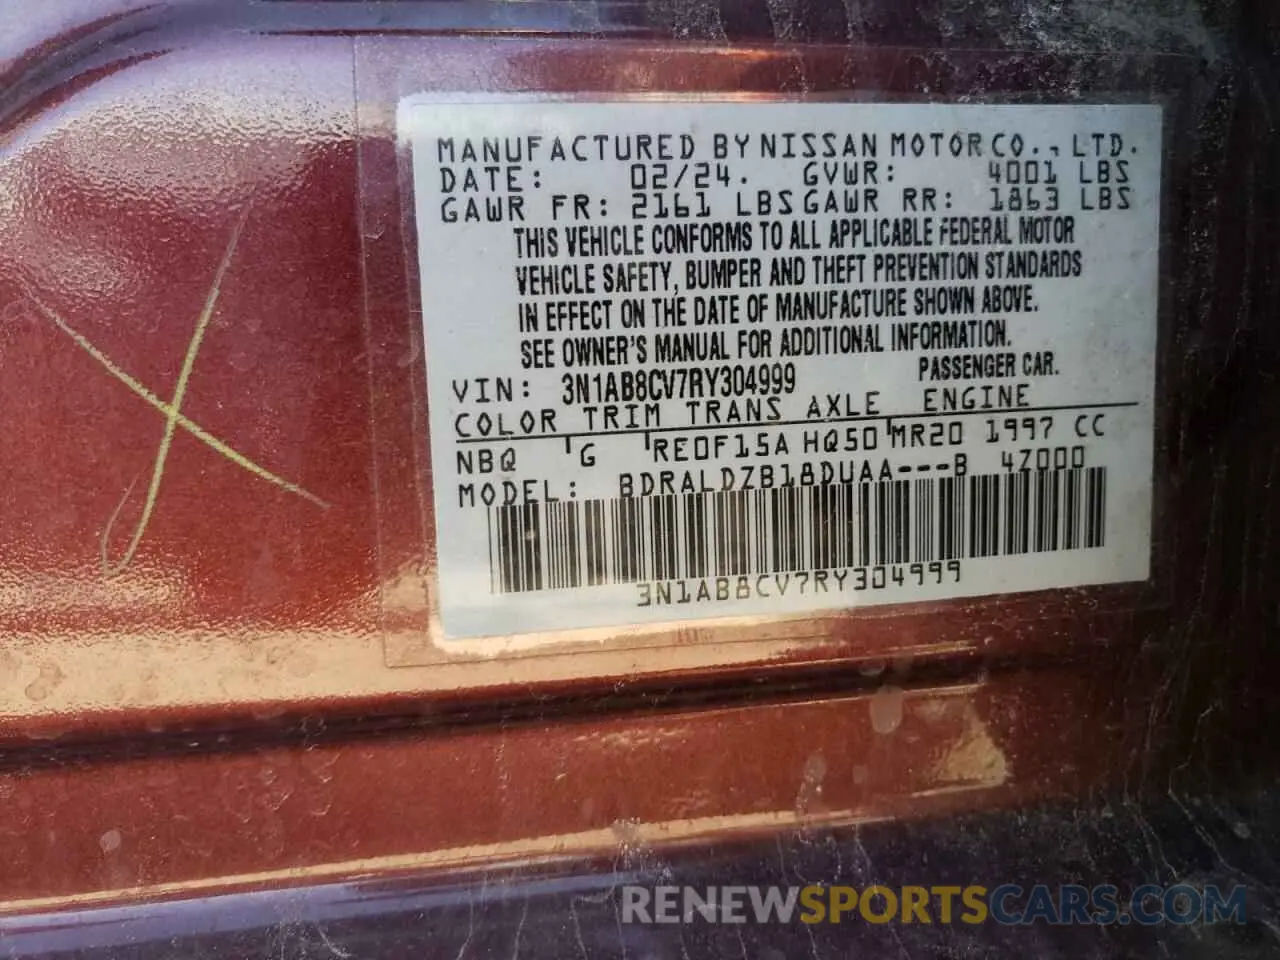 MANUFACTURED BY NISSAN MOTOR CO., LTD.
DATE: 02/24. GVWR: 4001 LBS
GAWR FR: 2161 LBS GAWR RR: 1863 LBS
THIS VEHICLE CONFORMS TO ALL APPLICABLE FEDERAL MOTOR
VEHICLE SAFETY, BUMPER AND THEFT PREVENTION STANDARDS
IN EFFECT ON THE DATE OF MANUFACTURE SHOWN ABOVE.
SEE OWNER'S MANUAL FOR ADDITIONAL INFORMATION.
VIN: 3N1AB8CV7RY304999 PASSENGER CAR.
COLOR TRIM TRANS AXLE ENGINE
NBQ G RE0F15A HQ50 MR20 1997 CC
MODEL: BDRALDZB18DUAA---B 4Z000
3N1AB8CV7RY304999
RENEWSPORTSCARS.COM